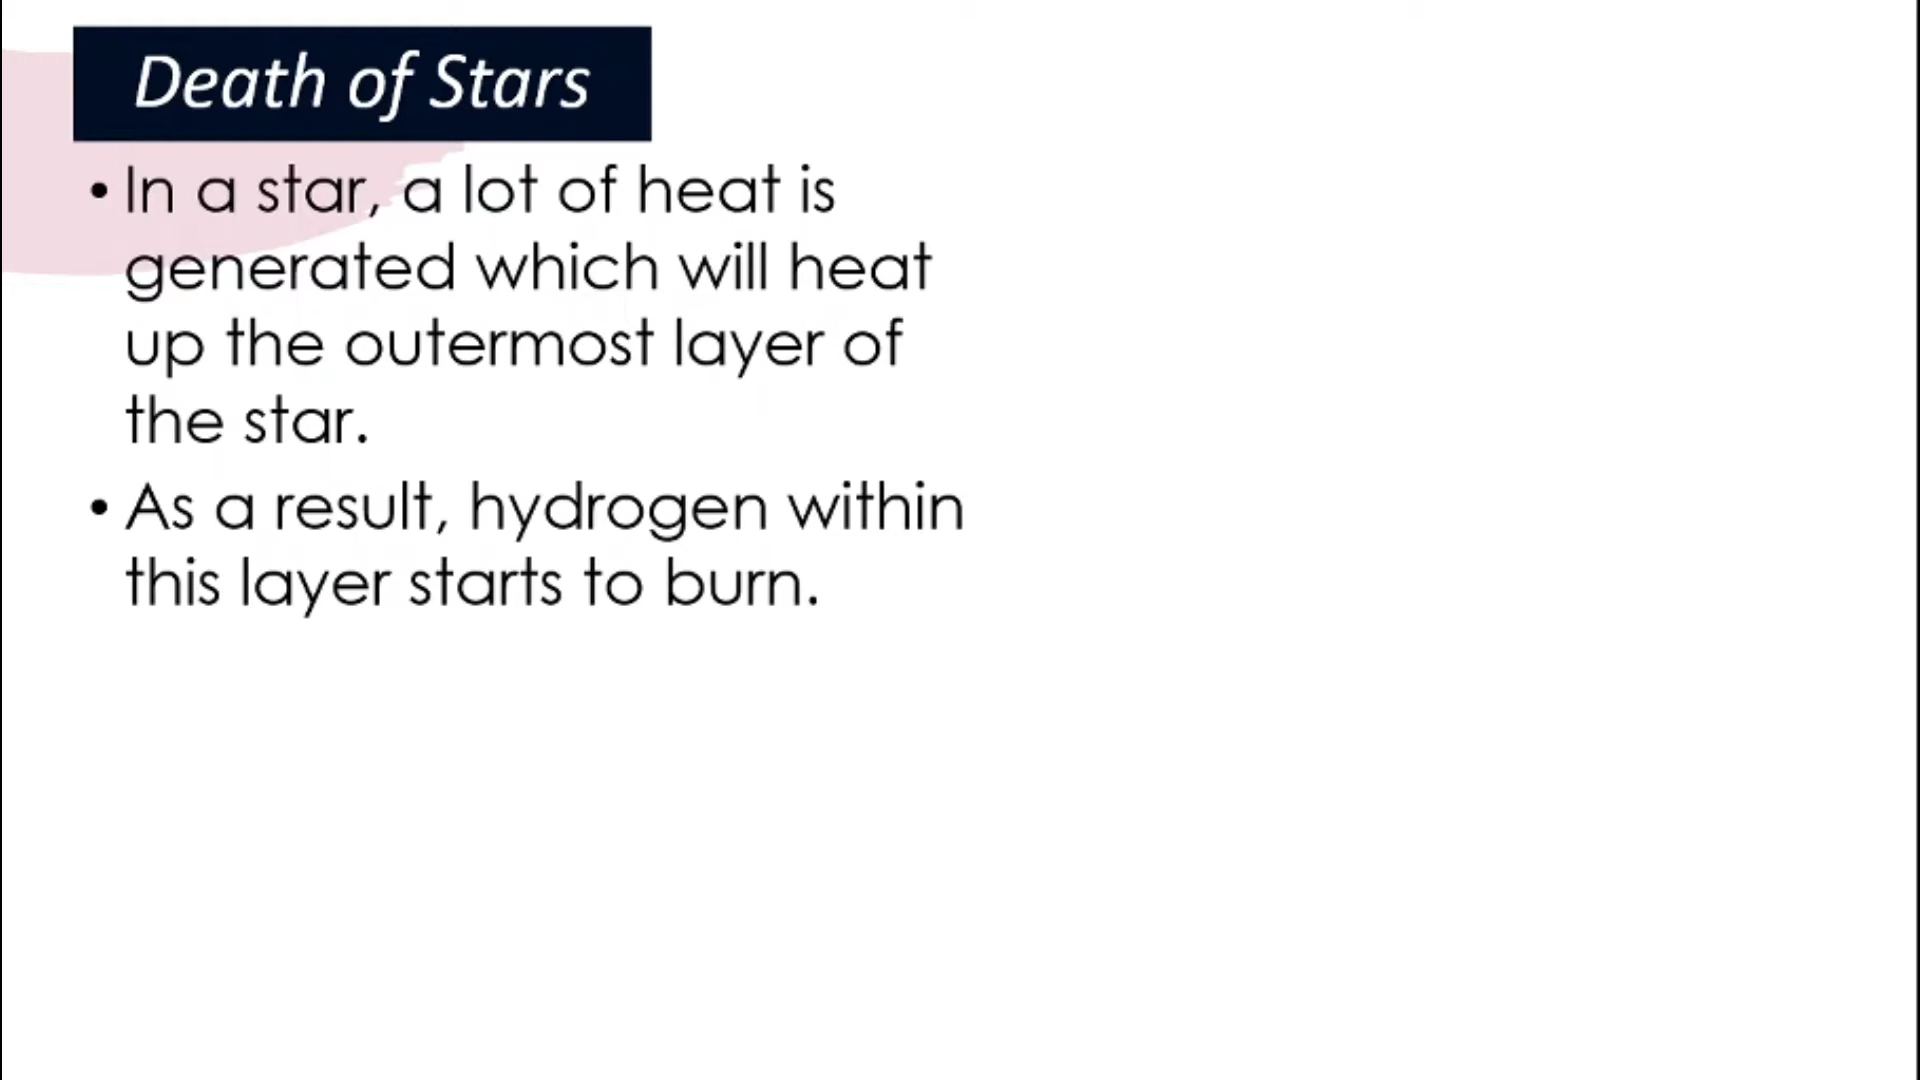 Death of Stars
• In a star, a lot of heat is
generated which will heat
up the outermost layer of
the star.
• As a result, hydrogen within
this layer starts to burn.